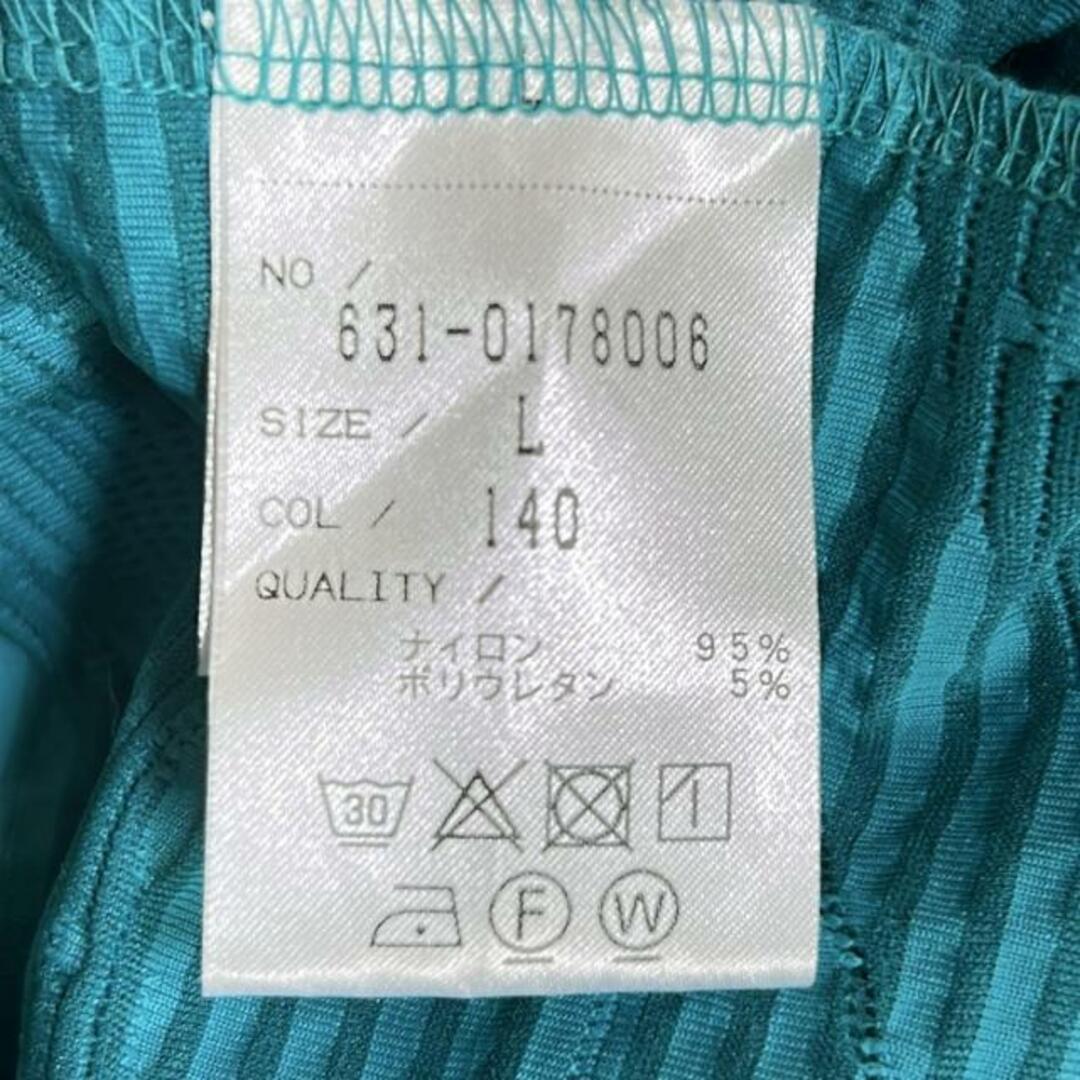 NO /
631-0178006
SIZE / L
COL / 140
QUALITY /
ナイロン 95%
ポリウレタン 5%
30
F W